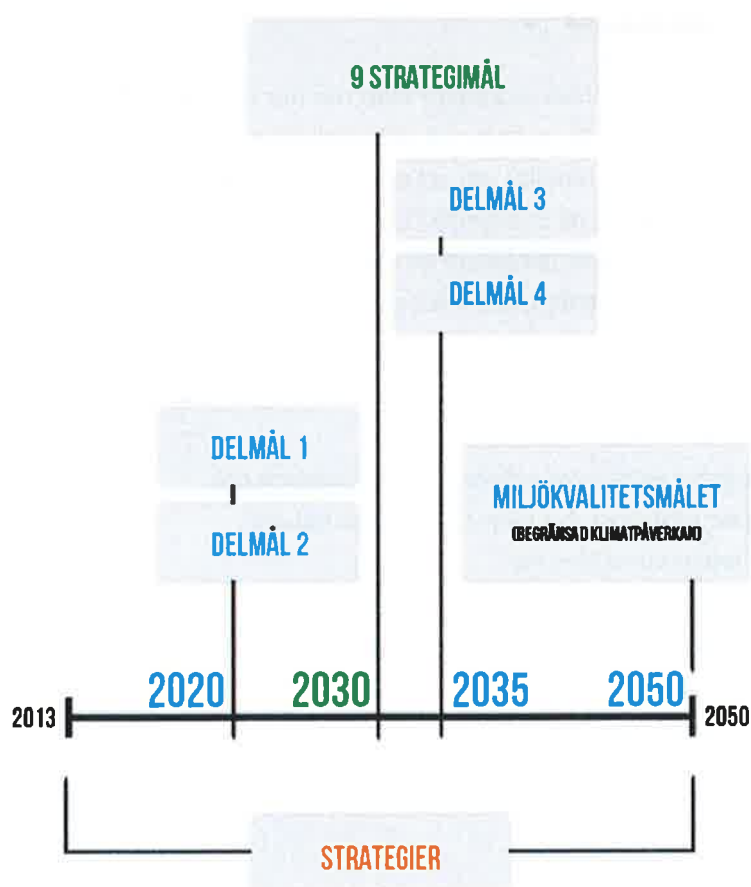 9 STRATEGIMÅL
DELMÅL 3
DELMÅL 4
DELMÅL 1
DELMÅL 2
MILJÖKVALITETSMÅLET
(BEGRÄNSAD KLIMATPÅVERKAN)
2020
2030
2035
2050
2013
2050
STRATEGIER